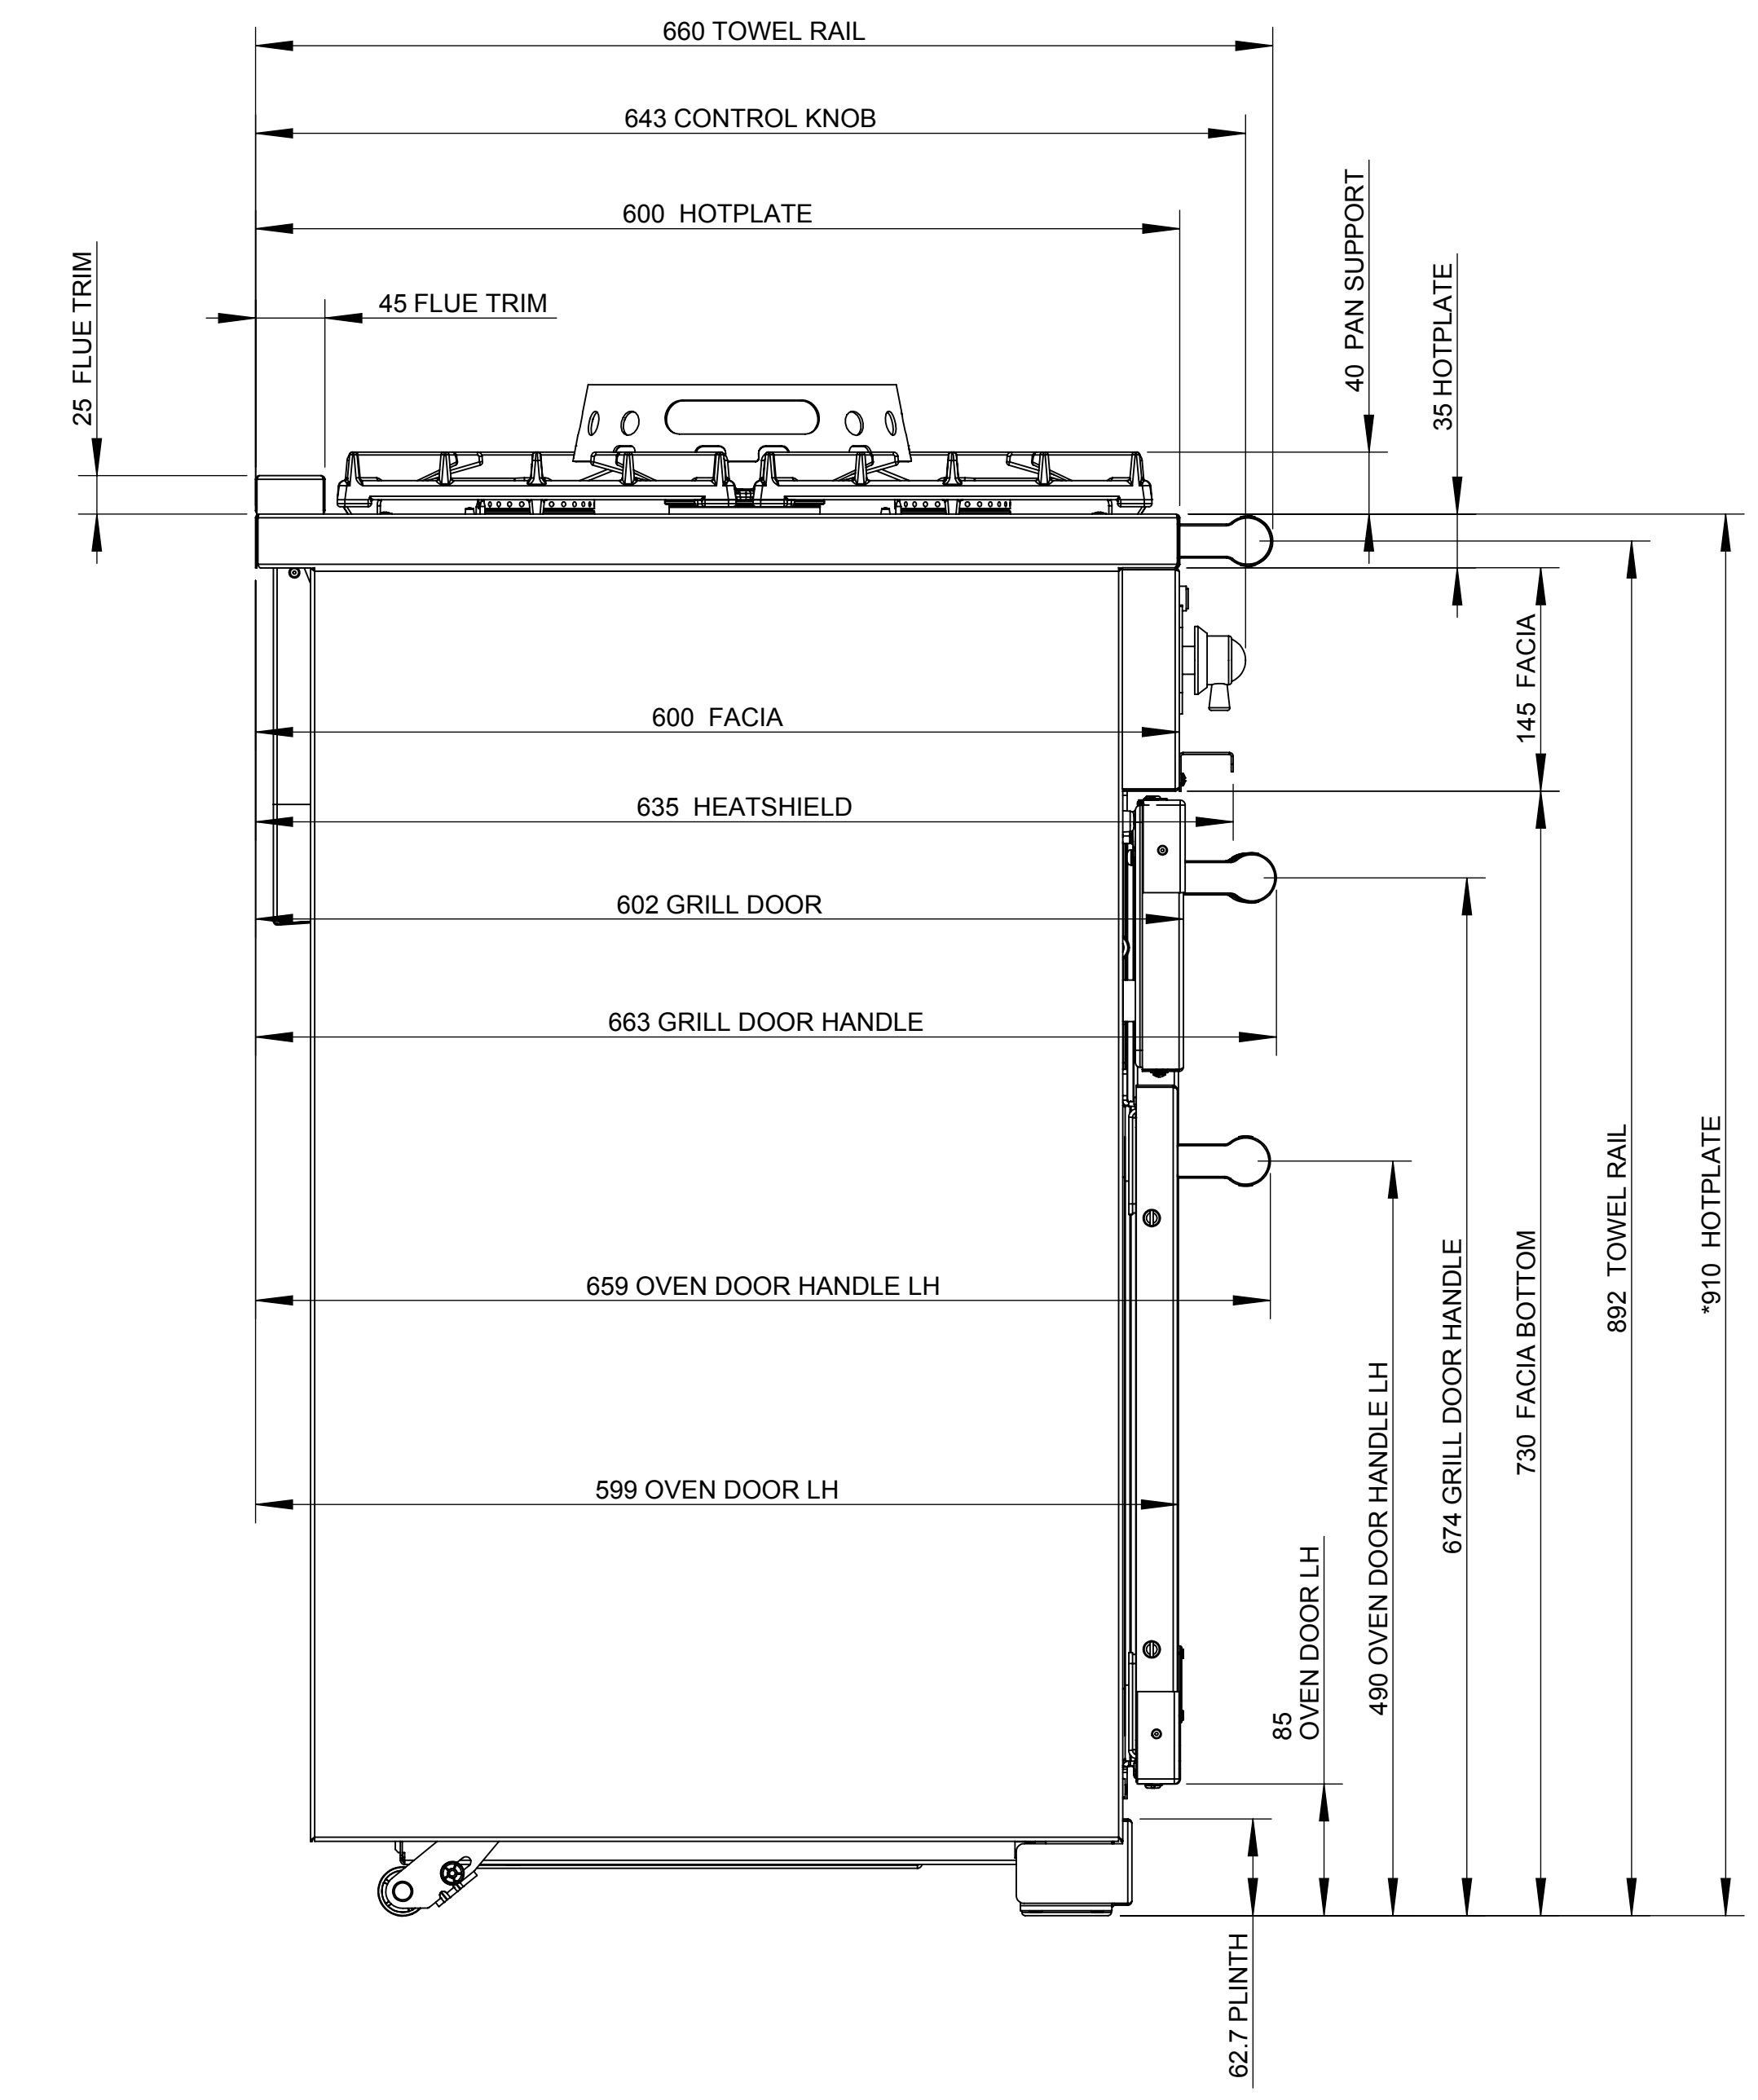 660 TOWEL RAIL
643 CONTROL KNOB
600 HOTPLATE
45 FLUE TRIM
25 FLUE TRIM
40 PAN SUPPORT
35 HOTPLATE
145 FACIA
600 FACIA
635 HEATSHIELD
602 GRILL DOOR
663 GRILL DOOR HANDLE
659 OVEN DOOR HANDLE LH
599 OVEN DOOR LH
85
OVEN DOOR LH
490 OVEN DOOR HANDLE LH
674 GRILL DOOR HANDLE
730 FACIA BOTTOM
892 TOWEL RAIL
*910 HOTPLATE
62.7 PLINTH